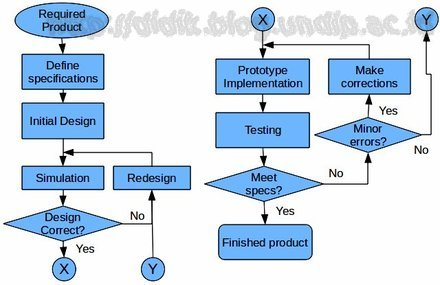 Required
Product
Define
specifications
Initial Design
Simulation
Redesign
Design
Correct?
No
Yes
X
Y
X
Y
Prototype
Implementation
Make
corrections
Testing
Yes
Minor
errors?
No
Meet
specs?
No
Yes
Finished product